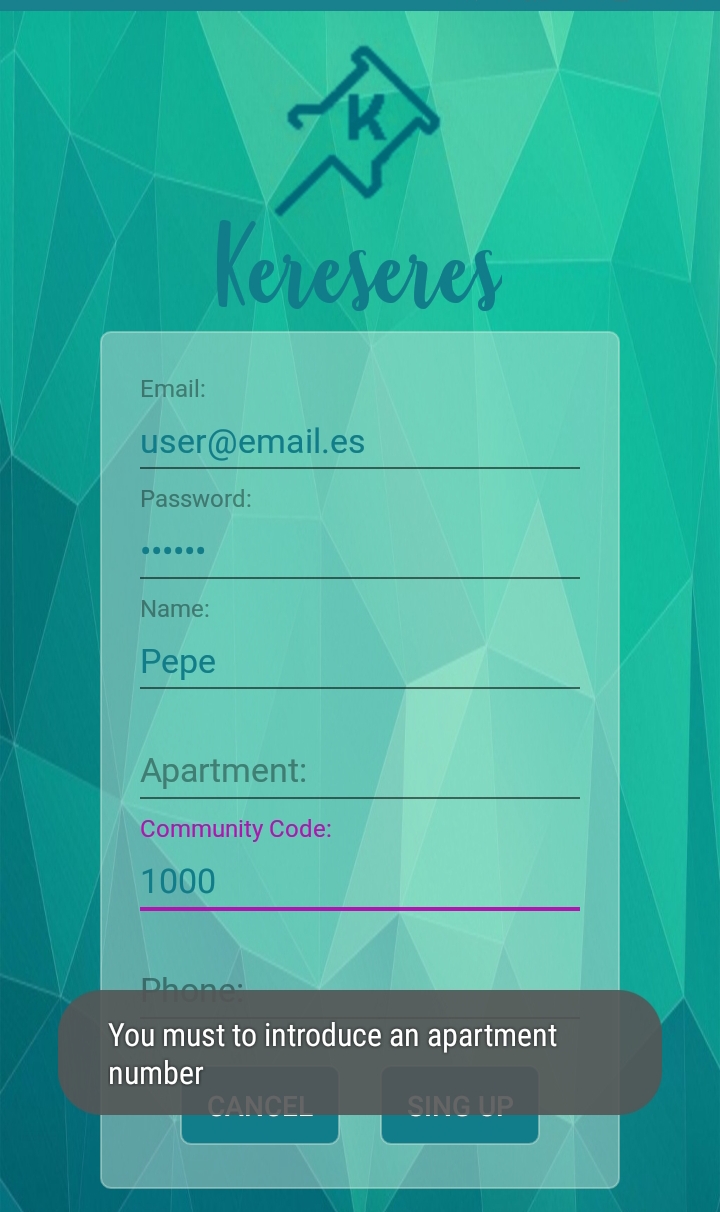 K
Kereseres
Email:
user@email.es
Password:
••••••
Name:
Pepe
Apartment:
Community Code:
1000
Phone:
You must to introduce an apartment
number
CANCEL
SING UP